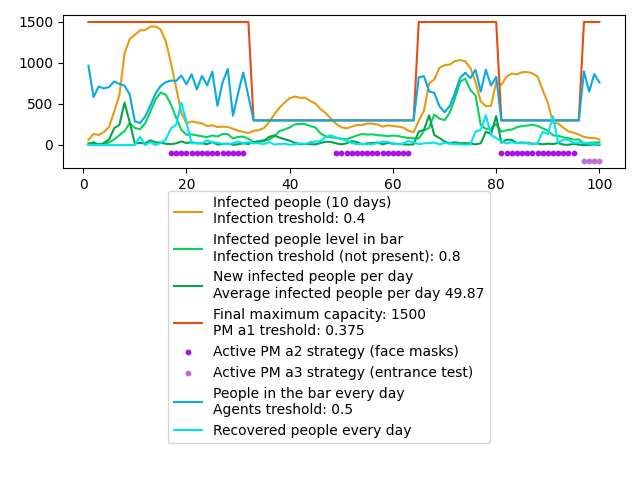 1500
1000
500
0
0 20 40 60 80 100
Infected people (10 days)
Infection treshold: 0.4
Infected people level in bar
Infection treshold (not present): 0.8
New infected people per day
Average infected people per day 49.87
Final maximum capacity: 1500
PM a1 treshold: 0.375
Active PM a2 strategy (face masks)
Active PM a3 strategy (entrance test)
People in the bar every day
Agents treshold: 0.5
Recovered people every day